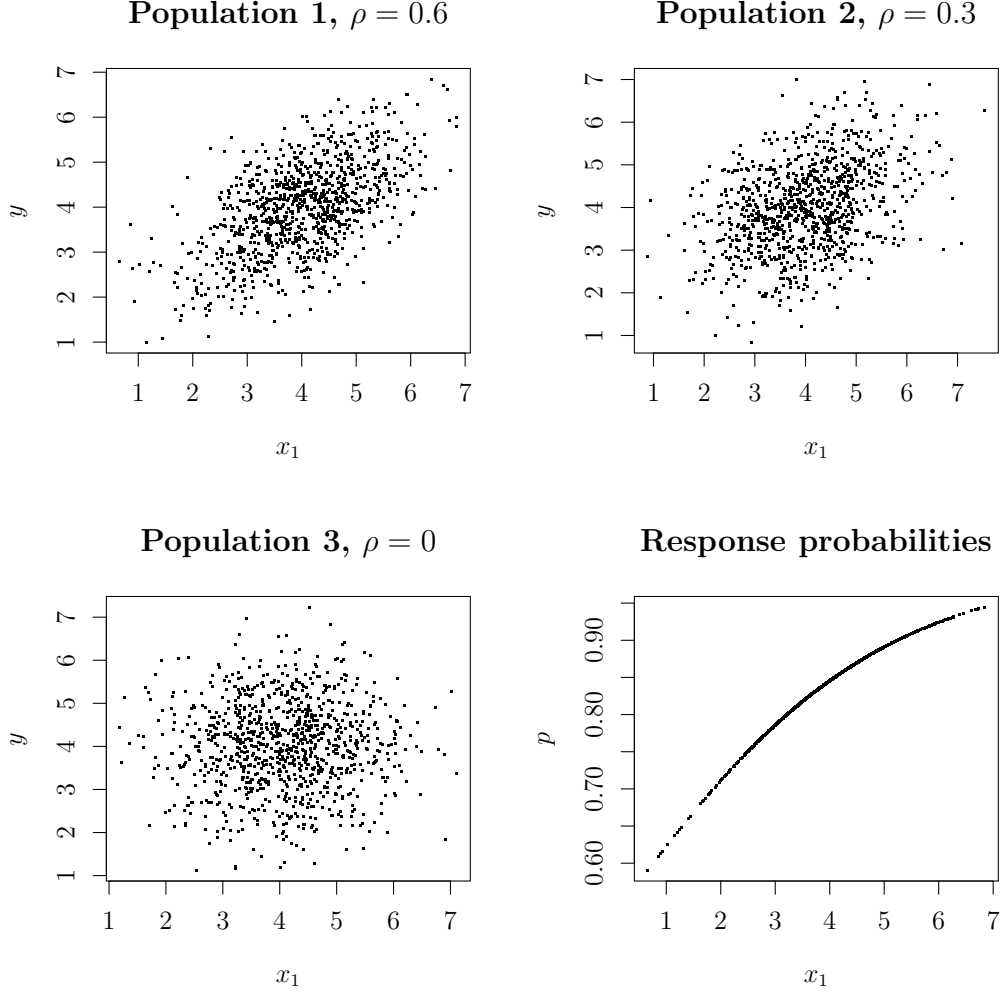 Population 1, ρ = 0.6
y
7
6
5
4
3
2
1
1 2 3 4 5 6 7
x₁
Population 2, ρ = 0.3
y
7
6
5
4
3
2
1
1 2 3 4 5 6 7
x₁
Population 3, ρ = 0
y
7
6
5
4
3
2
1
1 2 3 4 5 6 7
x₁
Response probabilities
p
0.90
0.80
0.70
0.60
1 2 3 4 5 6 7
x₁